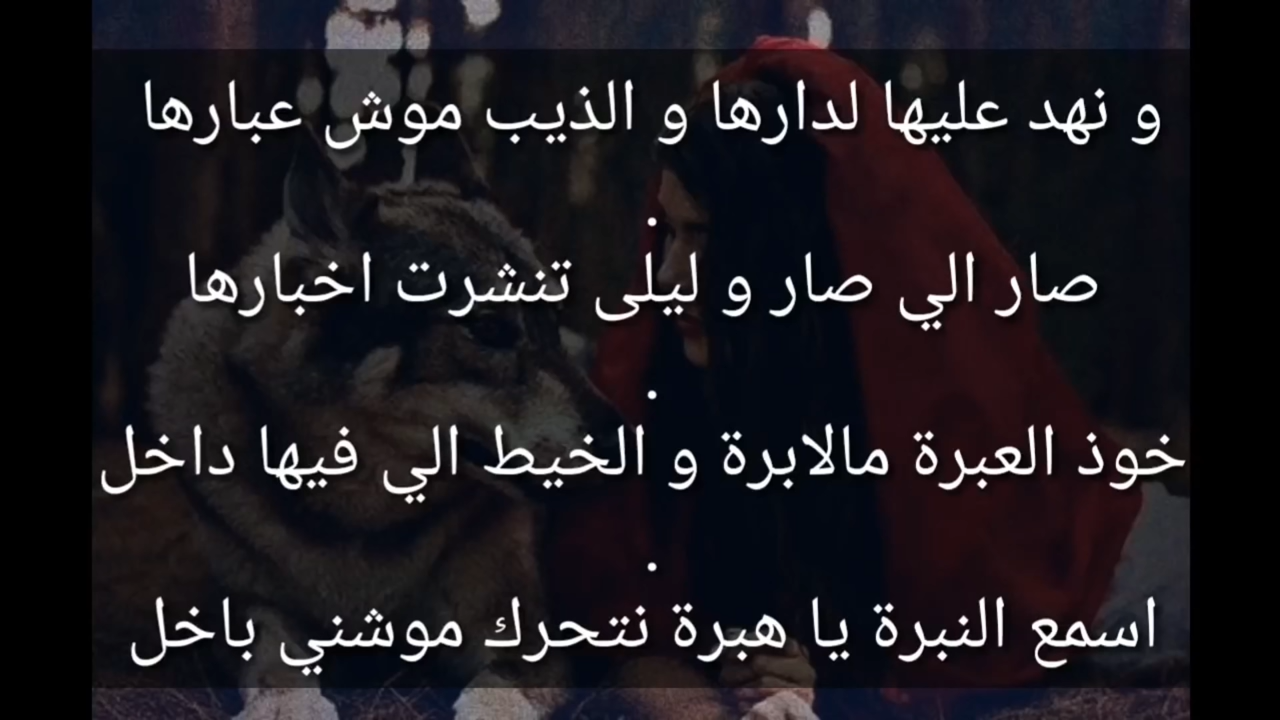 و نهد عليها لدارها و الذيب موش عبارها
.
صار الي صار و ليلى تنشرت اخبارها
.
خوذ العبرة مالابرة و الخيط الي فيها داخل
.
اسمع النبرة يا هبرة نتحرك موشني باخل